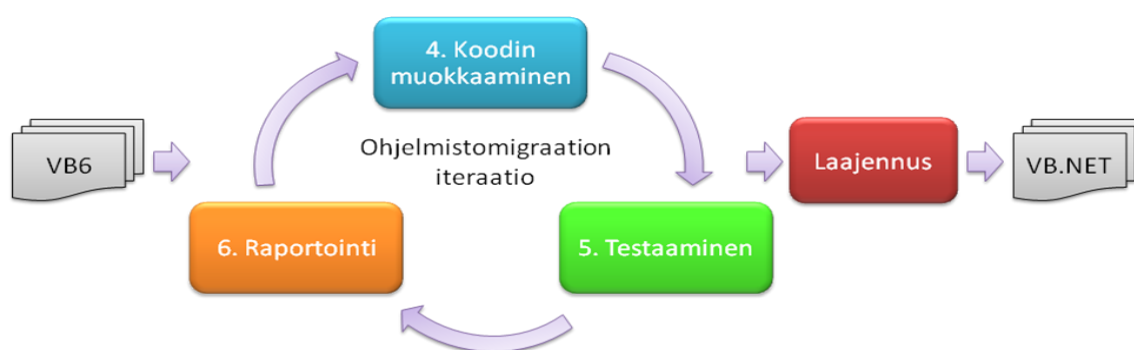 4. Koodin
muokkaaminen
VB6
Ohjelmistomigraation
iteraatio
Laajennus
VB.NET
6. Raportointi
5. Testaaminen